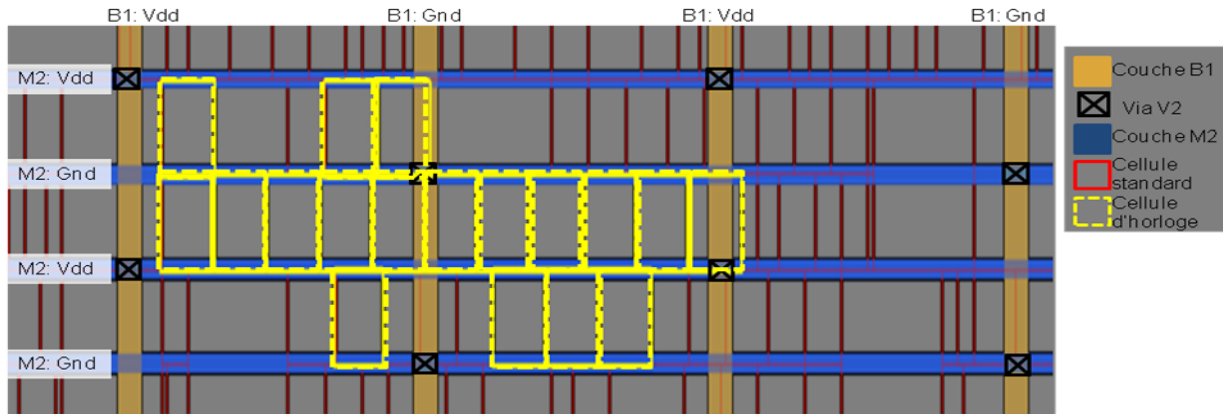 B1: Vdd
B1: Gnd
B1: Vdd
B1: Gnd
M2: Vdd
M2: Gnd
M2: Vdd
M2: Gnd
Couche B1
Via V2
Couche M2
Cellule
standard
Cellule
d'horloge